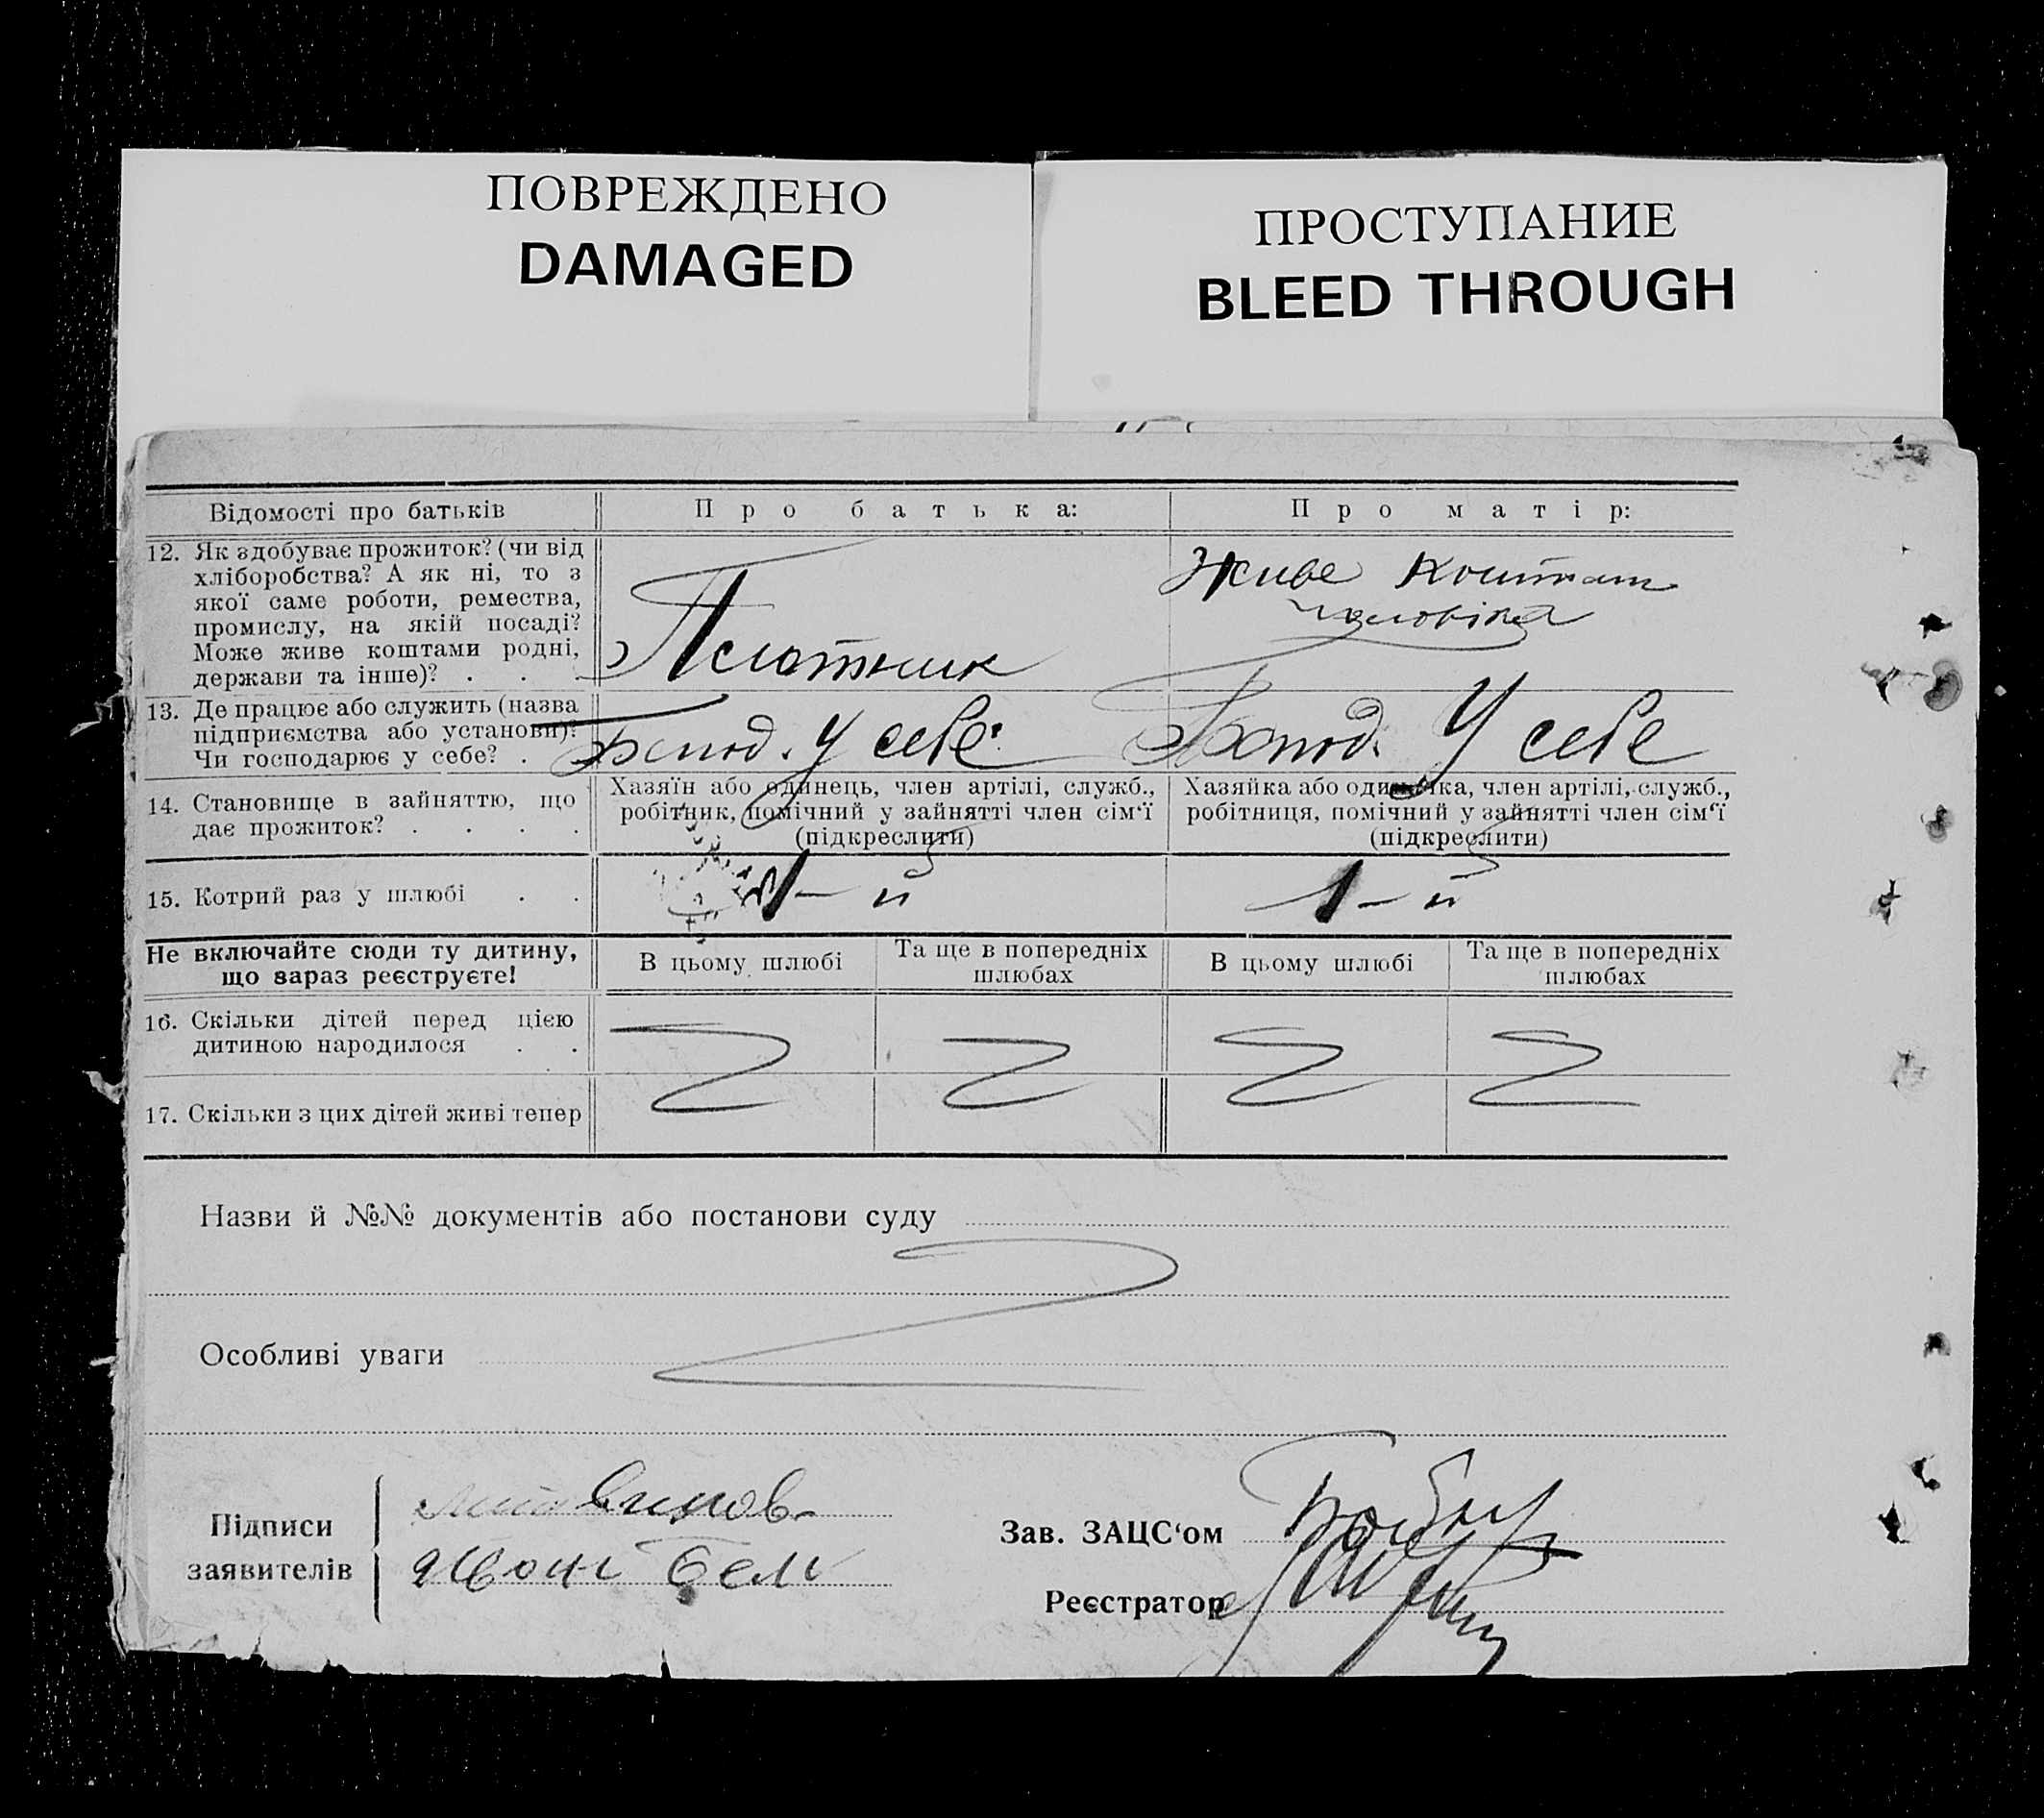 ПОВРЕЖДЕНО
DAMAGED
ПРОСТУПАНИЕ
BLEED THROUGH
Відомості про батьків
Про батька:
Про матір:
12. Як здобуває прожиток? (чи від
хліборобства? А як ні, то з
якої саме роботи, ремества,
промислу, на якій посаді?
Може живе коштами родні,
держави та інше)? . . .
Плотник
Живе коштам
чоловіка
13. Де працює або служить (назва
підприємства або установи)?
Чи господарює у себе? .
Господ. У себе
Господ. У себе
14. Становище в зайняттю, що
дає прожиток? . . . .
Хазяїн або одинець, член артілі, служб.,
робітник, помічний у зайнятті член сім‘ї
(підкреслити)
Хазяйка або одиначка, член артілі, служб.,
робітниця, помічний у зайнятті член сім‘ї
(підкреслити)
15. Котрий раз у шлюбі . .
1-й
1-й
Не включайте сюди ту дитину,
що зараз реєструєте!
В цьому шлюбі
Та ще в попередніх
шлюбах
В цьому шлюбі
Та ще в попередніх
шлюбах
16. Скільки дітей перед цією
дитиною народилося . .
17. Скільки з цих дітей живі тепер
Назви й №№ документів або постанови суду
Особливі уваги
Підписи
заявителів
Зав. ЗАЦС‘ом
Реєстратор